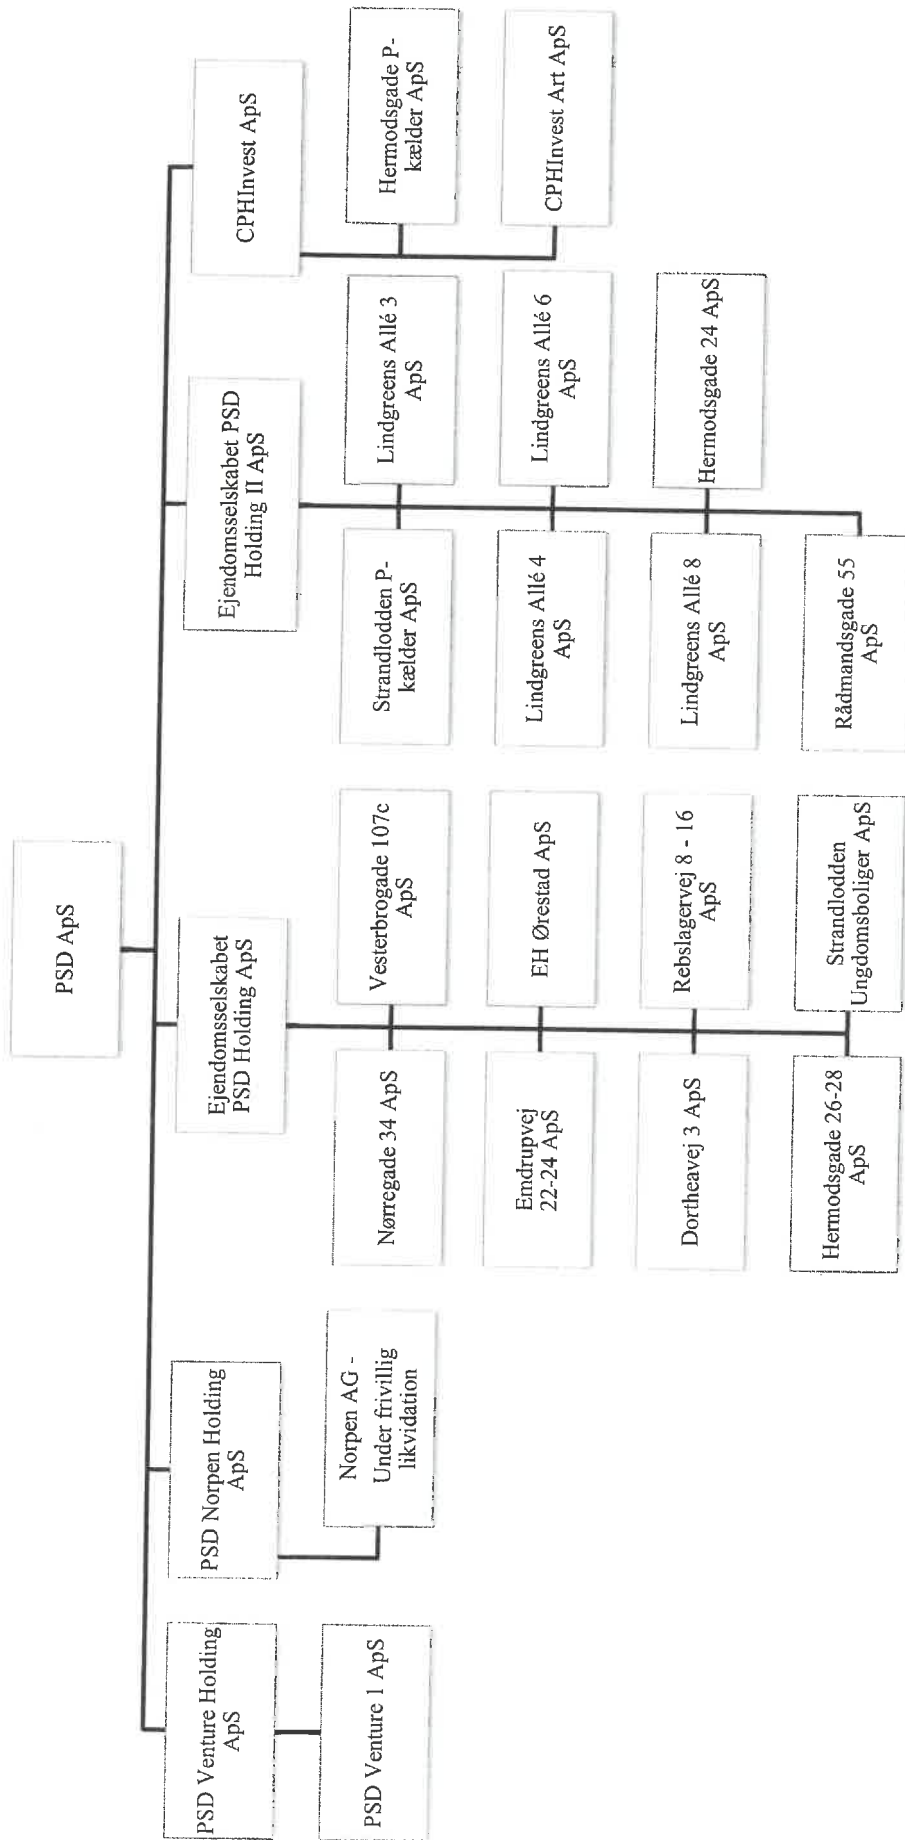 PSD ApS
PSD Venture Holding
ApS
PSD Norpen Holding
ApS
Ejendomsselskabet
PSD Holding ApS
Ejendomsselskabet PSD
Holding II ApS
CPHInvest ApS
PSD Venture 1 ApS
Norpen AG -
Under frivillig
likvidation
Nørregade 34 ApS
Vesterbrogade 107c
ApS
Emdrupvej
22-24 ApS
EH Ørestad ApS
Dortheavej 3 ApS
Rebslagervej 8 - 16
ApS
Hermodsgade 26-28
ApS
Strandlodden
Ungdomsboliger ApS
Strandlodden P-
kælder ApS
Lindgreens Allé 3
ApS
Lindgreens Allé 4
ApS
Lindgreens Allé 6
ApS
Lindgreens Allé 8
ApS
Hermodsgade 24 ApS
Rådmandsgade 55
ApS
Hermodsgade P-
kælder ApS
CPHInvest Art ApS